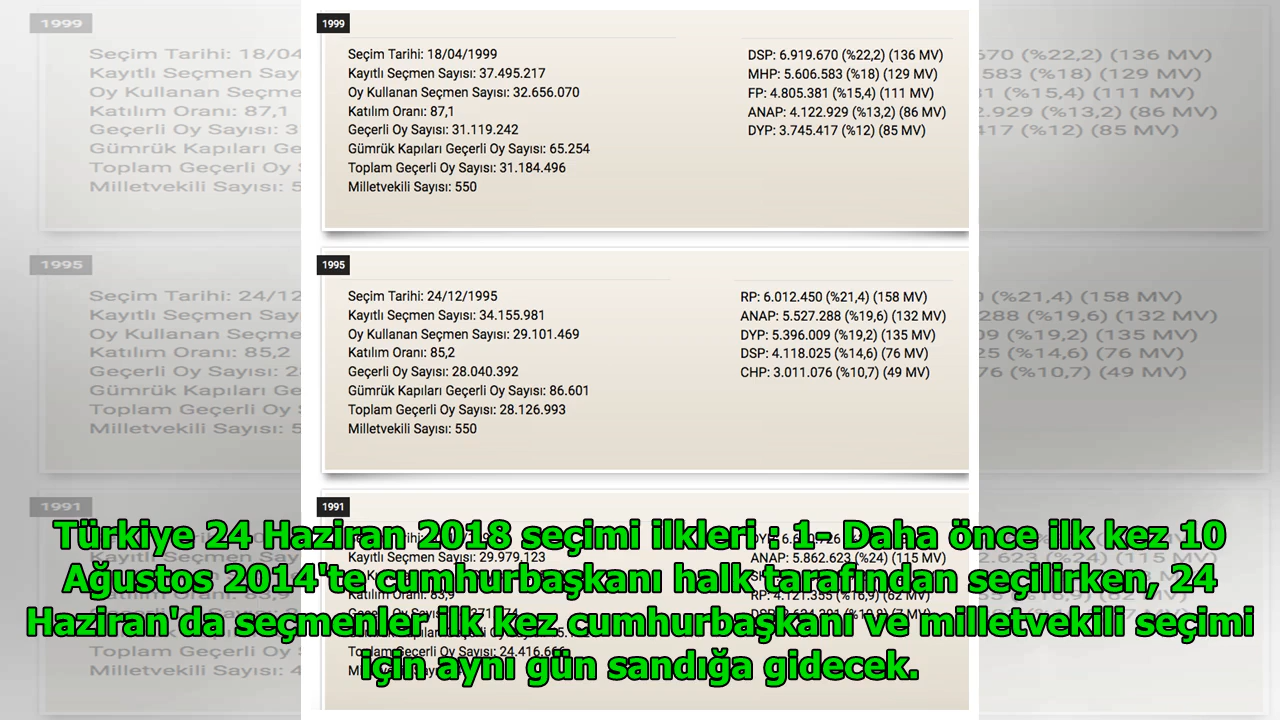 1999
Seçim Tarihi: 18/04/1999
Kayıtlı Seçmen Sayısı: 37.495.217
Oy Kullanan Seçmen Sayısı: 32.656.070
Katılım Oranı: 87,1
Geçerli Oy Sayısı: 31.119.242
Gümrük Kapıları Geçerli Oy Sayısı: 65.254
Toplam Geçerli Oy Sayısı: 31.184.496
Milletvekili Sayısı: 550
DSP: 6.919.670 (%22,2) (136 MV)
MHP: 5.606.583 (%18) (129 MV)
FP: 4.805.381 (%15,4) (111 MV)
ANAP: 4.122.929 (%13,2) (86 MV)
DYP: 3.745.417 (%12) (85 MV)
1995
Seçim Tarihi: 24/12/1995
Kayıtlı Seçmen Sayısı: 34.155.981
Oy Kullanan Seçmen Sayısı: 29.101.469
Katılım Oranı: 85,2
Geçerli Oy Sayısı: 28.040.392
Gümrük Kapıları Geçerli Oy Sayısı: 86.601
Toplam Geçerli Oy Sayısı: 28.126.993
Milletvekili Sayısı: 550
RP: 6.012.450 (%21,4) (158 MV)
ANAP: 5.527.288 (%19,6) (132 MV)
DYP: 5.396.009 (%19,2) (135 MV)
DSP: 4.118.025 (%14,6) (76 MV)
CHP: 3.011.076 (%10,7) (49 MV)
1991
Kayıtlı Seçmen Sayısı: 29.979.123
Katılım Oranı: 83,9
Toplam Geçerli Oy Sayısı:
ANAP: 5.862.623 (%24) (115 MV)
RP: 4.121.355 (%16,9) (62 MV)
Türkiye 24 Haziran 2018 seçimi ilkleri : 1- Daha önce ilk kez 10
Ağustos 2014'te cumhurbaşkanı halk tarafından seçilirken, 24
Haziran'da seçmenler ilk kez cumhurbaşkanı ve milletvekili seçimi
için aynı gün sandığa gidecek.